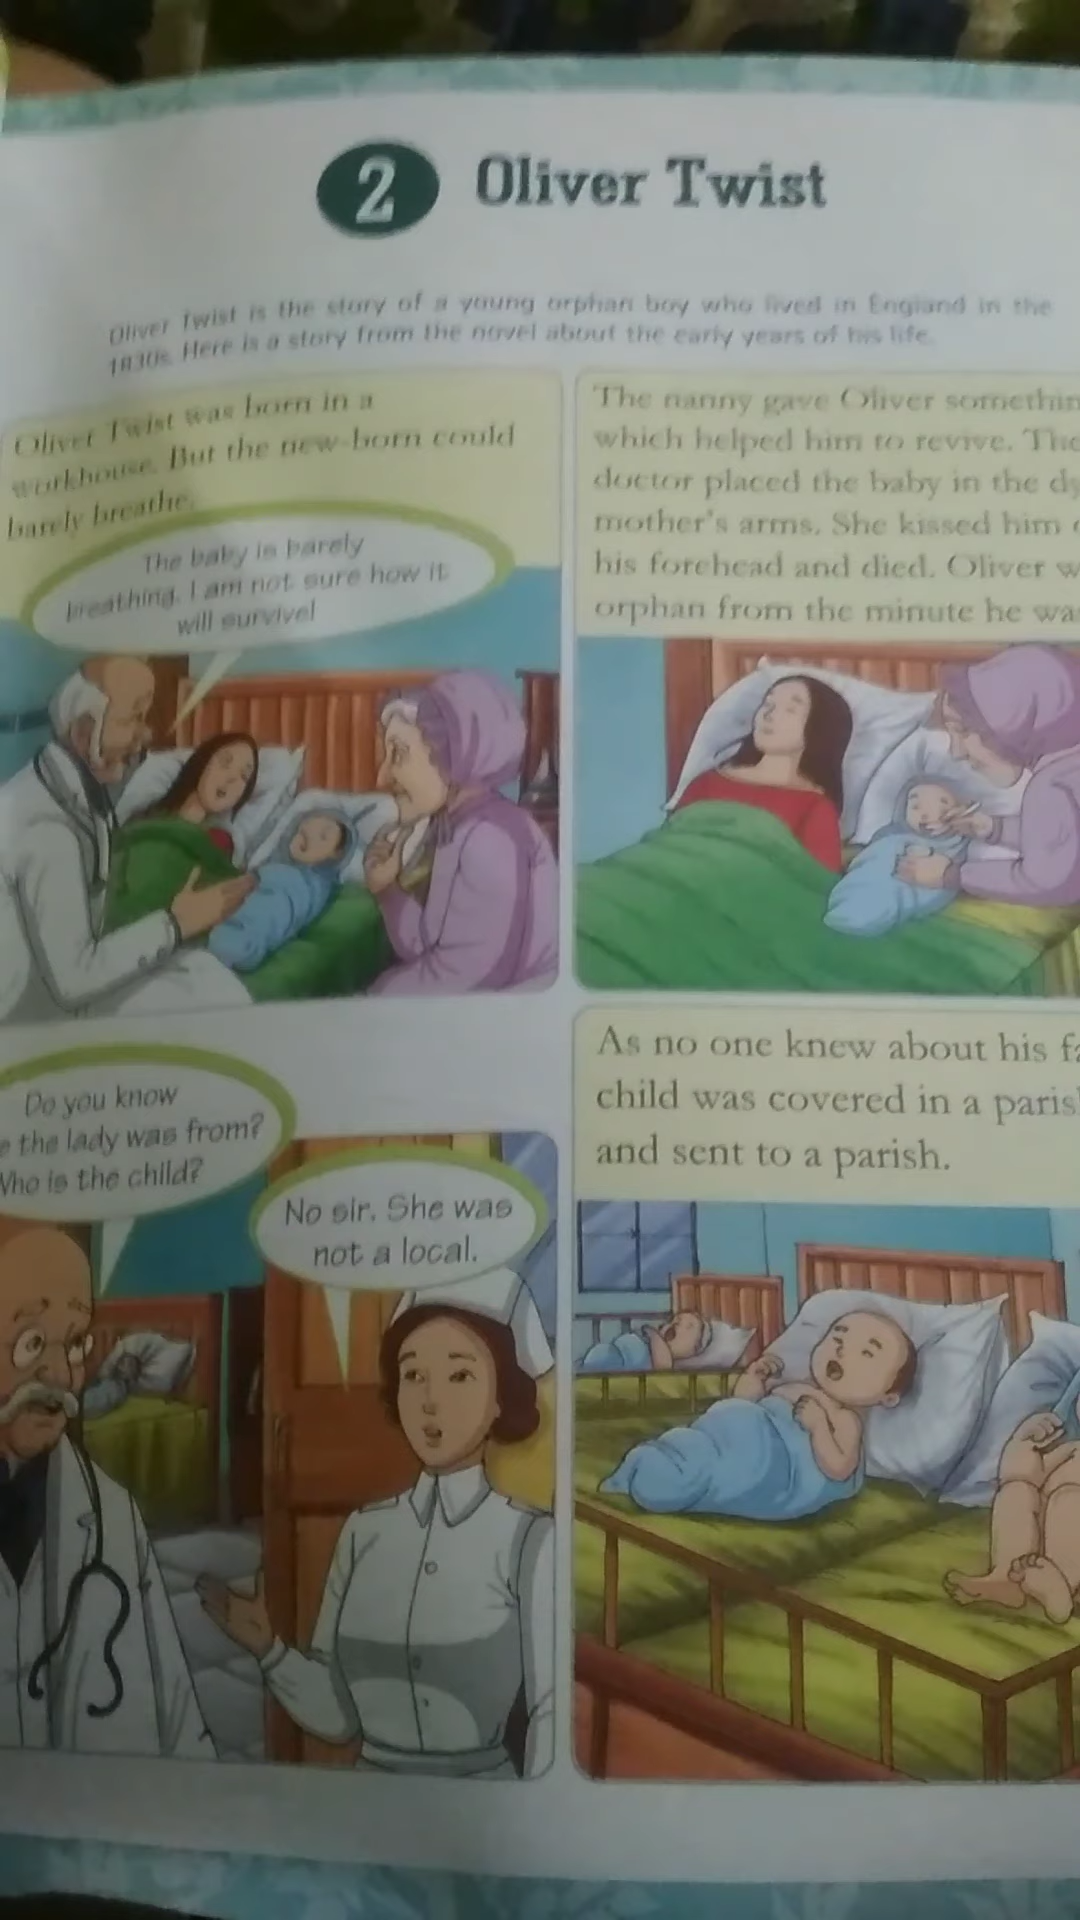 2 Oliver Twist
Oliver Twist is the story of a young orphan boy who lived in England in the
1830s. Here is a story from the novel about the early years of his life.
Oliver Twist was born in a
workhouse. But the new-born could
barely breathe.
The baby is barely
breathing. I am not sure how it
will survive!
The nanny gave Oliver
which helped him to revive. The
doctor placed the baby in the
mother's arms. She kissed him
his forehead and died. Oliver
orphan from the minute he
Do you know
the lady was from?
Who is the child?
No sir. She was
not a local.
As no one knew about his
child was covered in a
and sent to a parish.